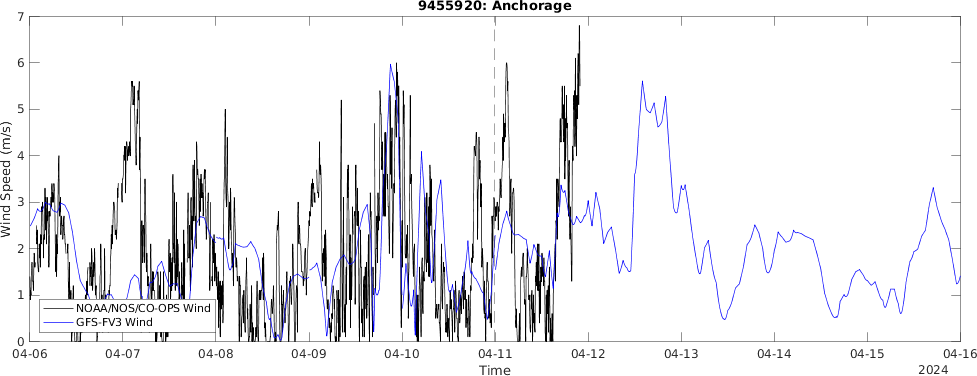 9455920: Anchorage
Wind Speed (m/s)
7
6
5
4
3
2
1
0
NOAA/NOS/CO-OPS Wind
GFS-FV3 Wind
04-06 04-07 04-08 04-09 04-10 04-11 04-12 04-13 04-14 04-15 04-16
Time
2024